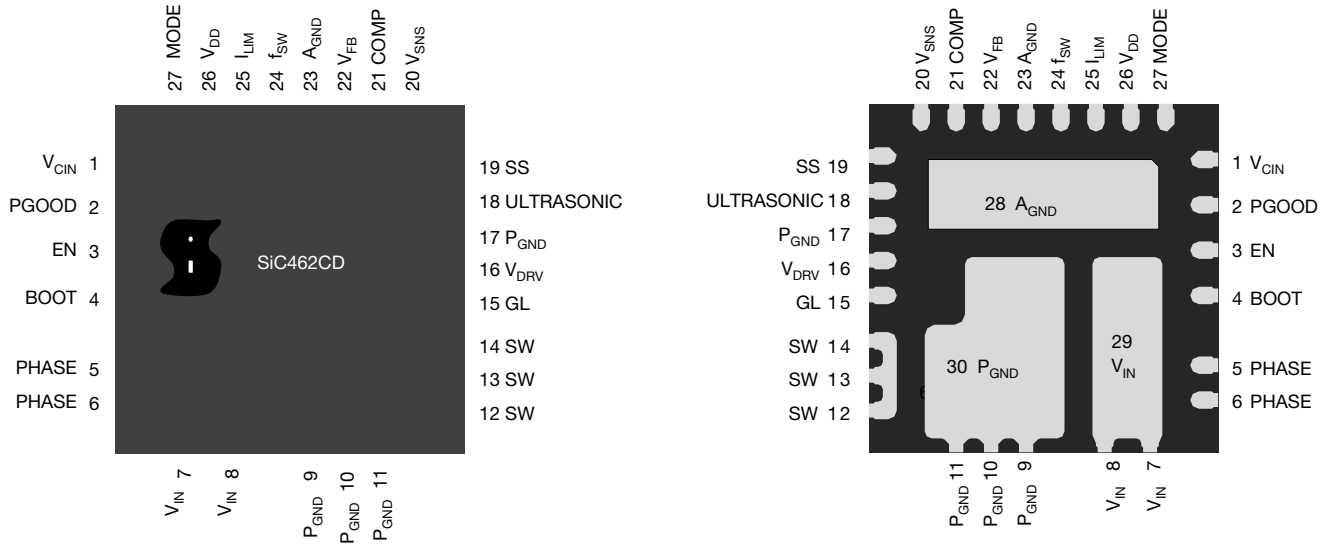 27 MODE
26 VDD
25 ILIM
24 fSW
23 AGND
22 VFB
21 COMP
20 VSNS
VCIN 1
PGOOD 2
EN 3
BOOT 4
PHASE 5
PHASE 6
SiC462CD
19 SS
18 ULTRASONIC
17 PGND
16 VDRV
15 GL
14 SW
13 SW
12 SW
VIN 7
VIN 8
PGND 9
PGND 10
PGND 11
20 VSNS
21 COMP
22 VFB
23 AGND
24 fSW
25 ILIM
26 VDD
27 MODE
SS 19
ULTRASONIC 18
PGND 17
VDRV 16
GL 15
SW 14
SW 13
SW 12
28 AGND
29
VIN
30 PGND
6
1 VCIN
2 PGOOD
3 EN
4 BOOT
5 PHASE
6 PHASE
PGND 11
PGND 10
PGND 9
VIN 8
VIN 7